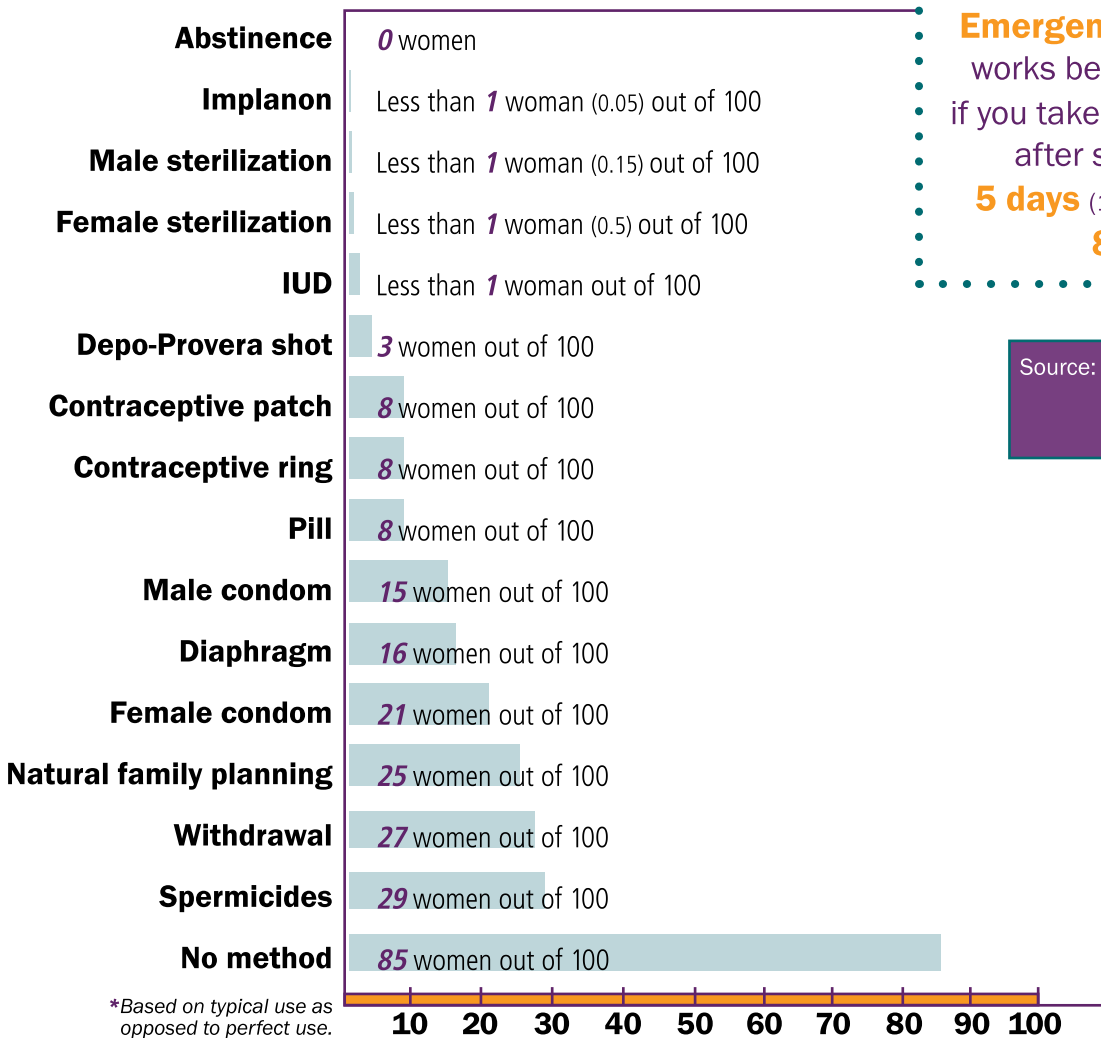 Abstinence 0 women
Implanon Less than 1 woman (0.05) out of 100
Male sterilization Less than 1 woman (0.15) out of 100
Female sterilization Less than 1 woman (0.5) out of 100
IUD Less than 1 woman out of 100
Depo-Provera shot 3 women out of 100
Contraceptive patch 8 women out of 100
Contraceptive ring 8 women out of 100
Pill 8 women out of 100
Male condom 15 women out of 100
Diaphragm 16 women out of 100
Female condom 21 women out of 100
Natural family planning 25 women out of 100
Withdrawal 27 women out of 100
Spermicides 29 women out of 100
No method 85 women out of 100
*Based on typical use as
opposed to perfect use.
10 20 30 40 50 60 70 80 90 100
Emergen
works be
if you take
after s
5 days (1
8
Source: